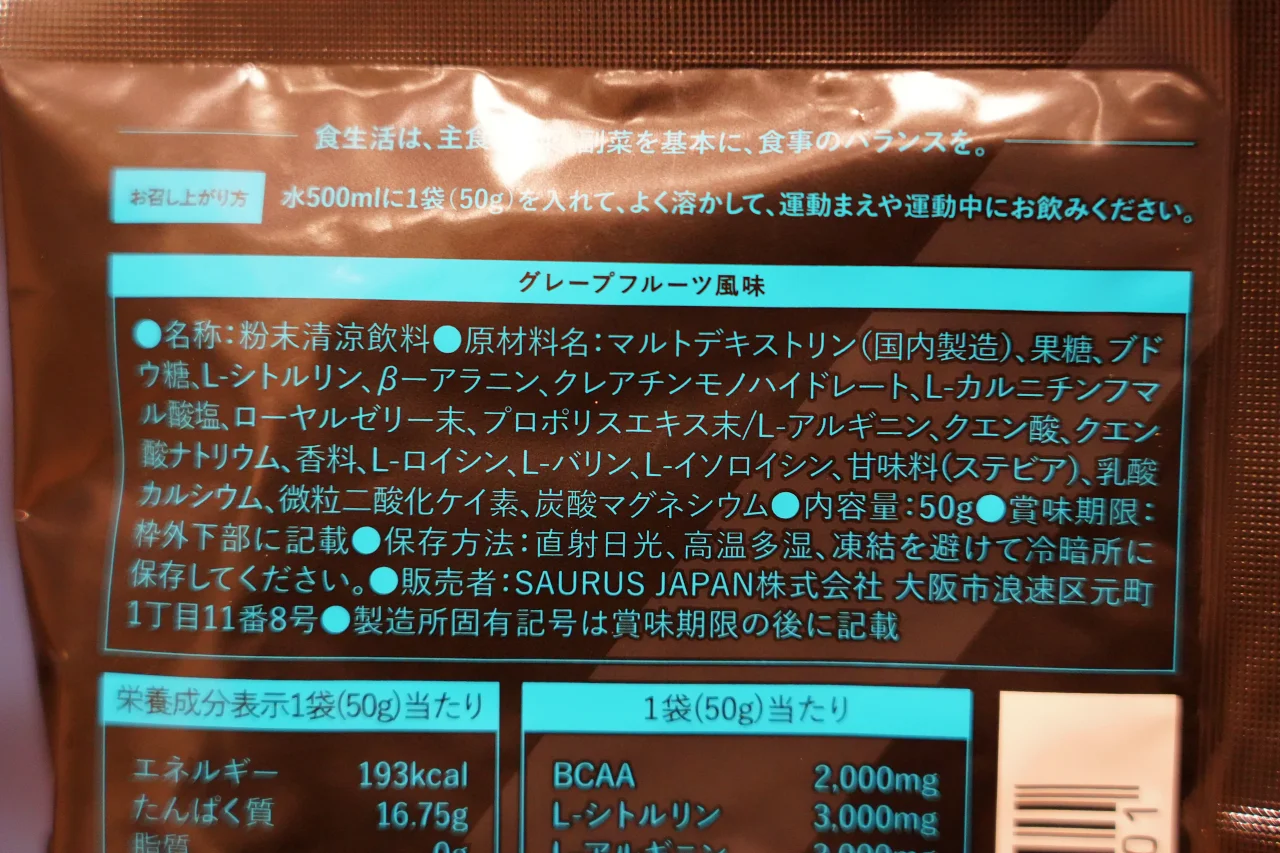 食生活は、主食 副菜を基本に、食事のバランスを。
お召し上がり方 水500mlに1袋(50g)を入れて、よく溶かして、運動まえや運動中にお飲みください。
グレープフルーツ風味
●名称:粉末清涼飲料●原材料名:マルトデキストリン(国内製造)、果糖、ブド
ウ糖、L-シトルリン、βーアラニン、クレアチンモノハイドレート、L-カルニチンフマ
ル酸塩、ローヤルゼリー末、プロポリスエキス末/L-アルギニン、クエン酸、クエン
酸ナトリウム、香料、L-ロイシン、L-バリン、L-イソロイシン、甘味料(ステビア)、乳酸
カルシウム、微粒二酸化ケイ素、炭酸マグネシウム●内容量:50g●賞味期限:
枠外下部に記載●保存方法:直射日光、高温多湿、凍結を避けて冷暗所に
保存してください。●販売者:SAURUS JAPAN株式会社 大阪市浪速区元町
1丁目11番8号●製造所固有記号は賞味期限の後に記載
栄養成分表示1袋(50g)当たり
エネルギー 193kcal
たんぱく質 16.75g
脂質 0g
1袋(50g)当たり
BCAA 2,000mg
L-シトルリン 3,000mg
L-アルギニン
01